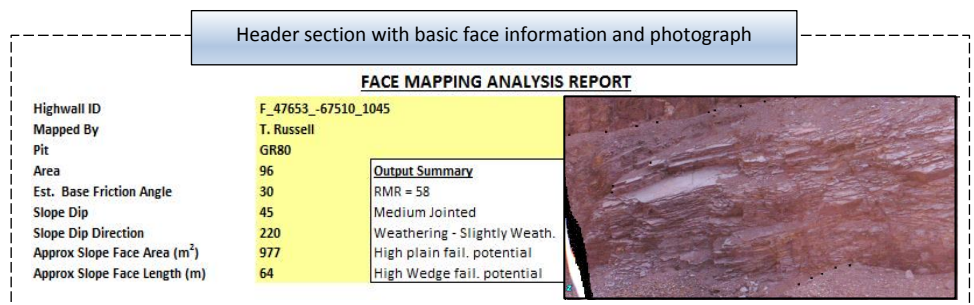 Header section with basic face information and photograph
FACE MAPPING ANALYSIS REPORT
Highwall ID F_47653_-67510_1045
Mapped By T. Russell
Pit GR80
Area 96
Est. Base Friction Angle 30
Slope Dip 45
Slope Dip Direction 220
Approx Slope Face Area (m²) 977
Approx Slope Face Length (m) 64
Output Summary
RMR = 58
Medium Jointed
Weathering - Slightly Weath.
High plain fail. potential
High Wedge fail. potential